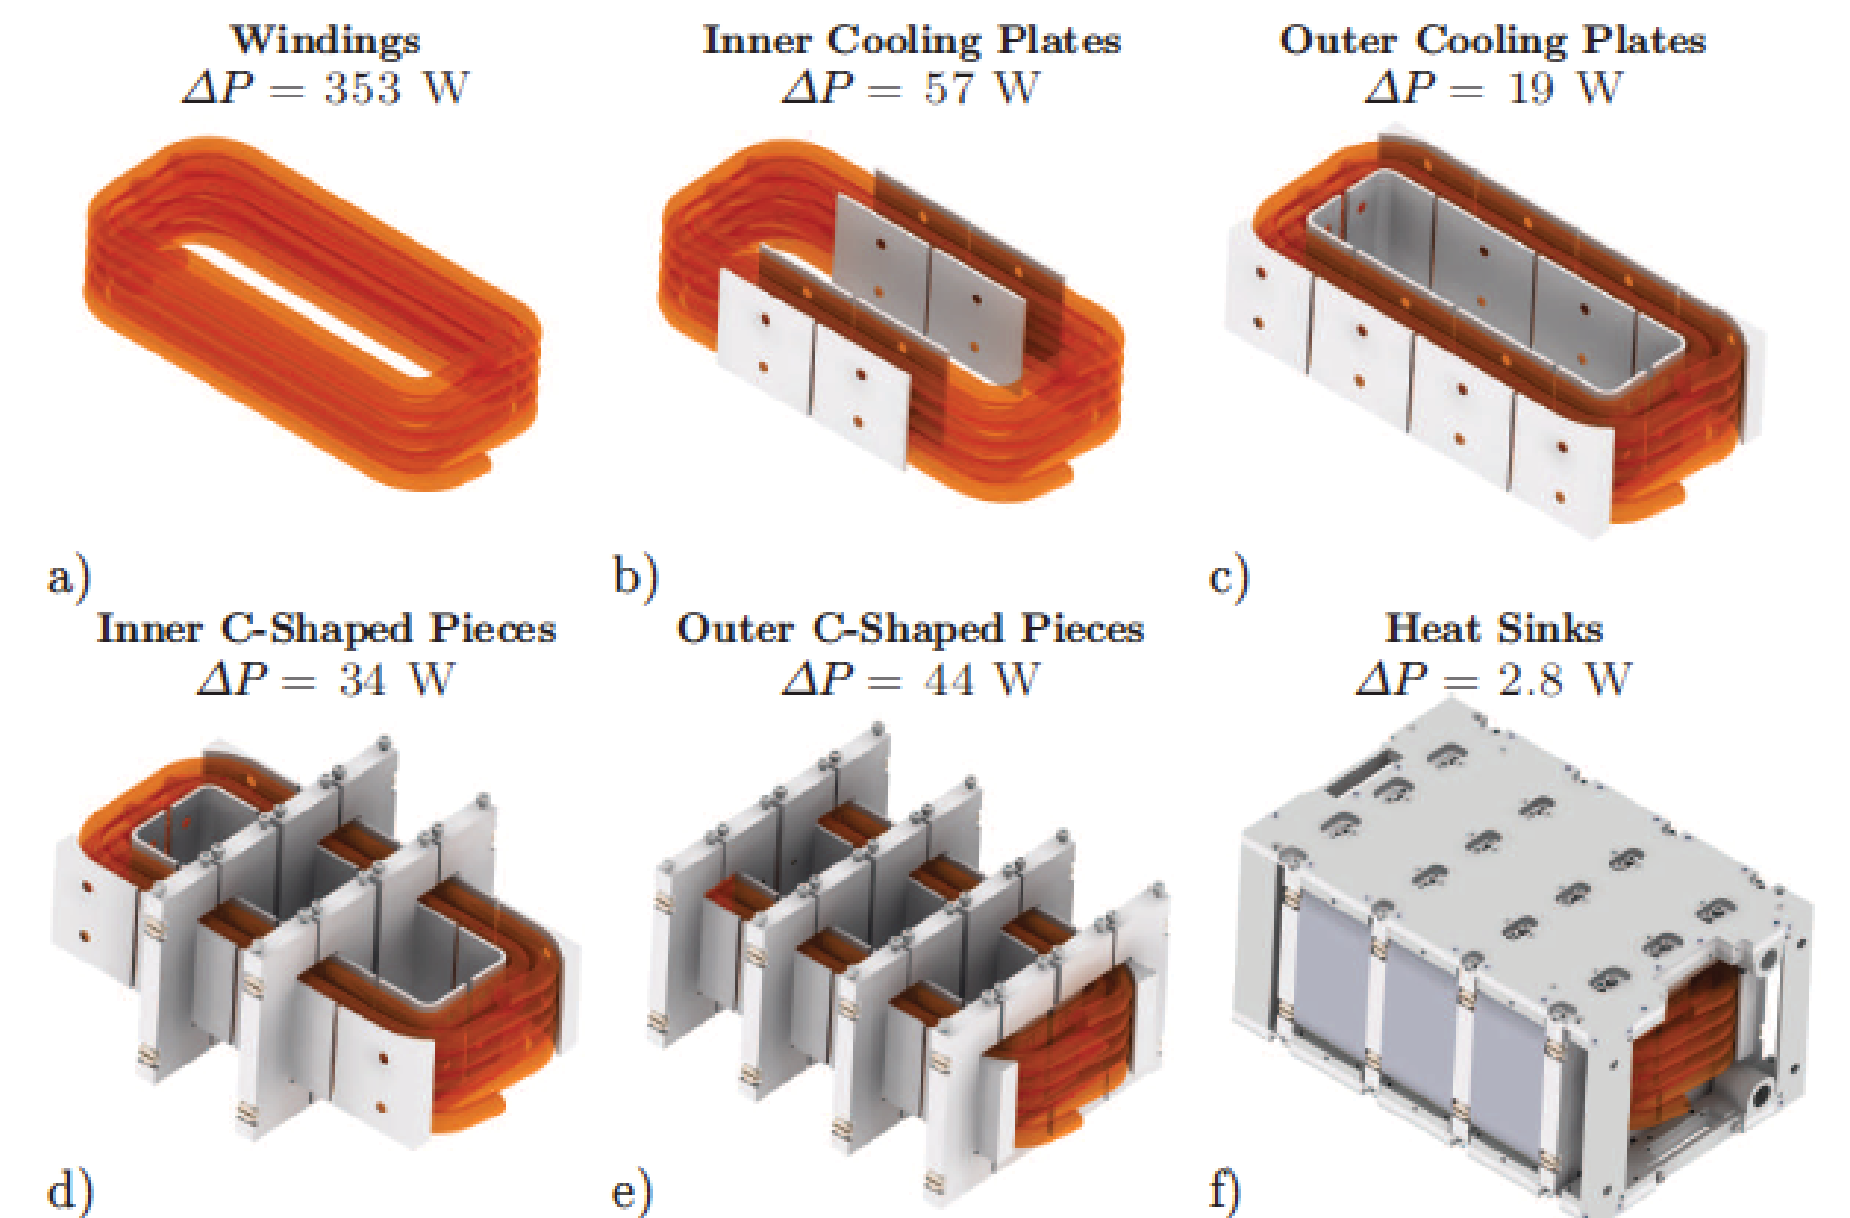 Windings
ΔP = 353 W
Inner Cooling Plates
ΔP = 57 W
Outer Cooling Plates
ΔP = 19 W
a)
b)
c)
Inner C-Shaped Pieces
ΔP = 34 W
Outer C-Shaped Pieces
ΔP = 44 W
Heat Sinks
ΔP = 2.8 W
d)
e)
f)